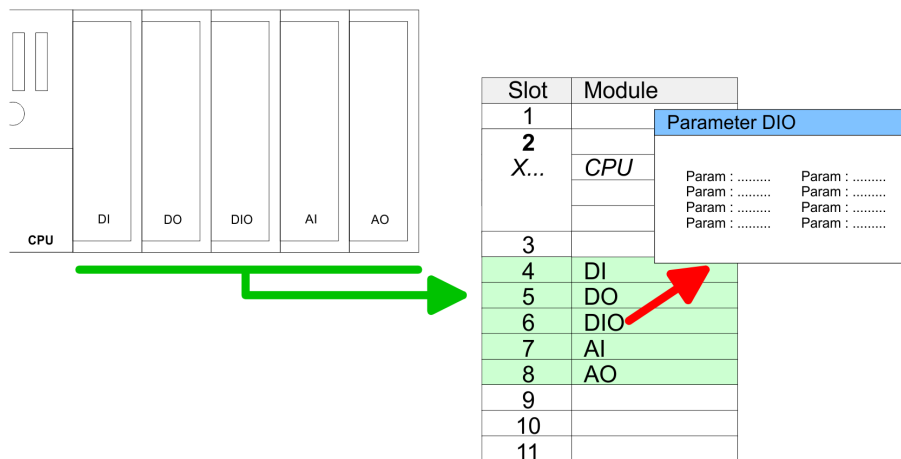 DI DO DIO AI AO
CPU
Slot Module
1
2
X... CPU
3
4 DI
5 DO
6 DIO
7 AI
8 AO
9
10
11
Parameter DIO
Param : ......... Param : .........
Param : ......... Param : .........
Param : ......... Param : .........
Param : ......... Param : .........